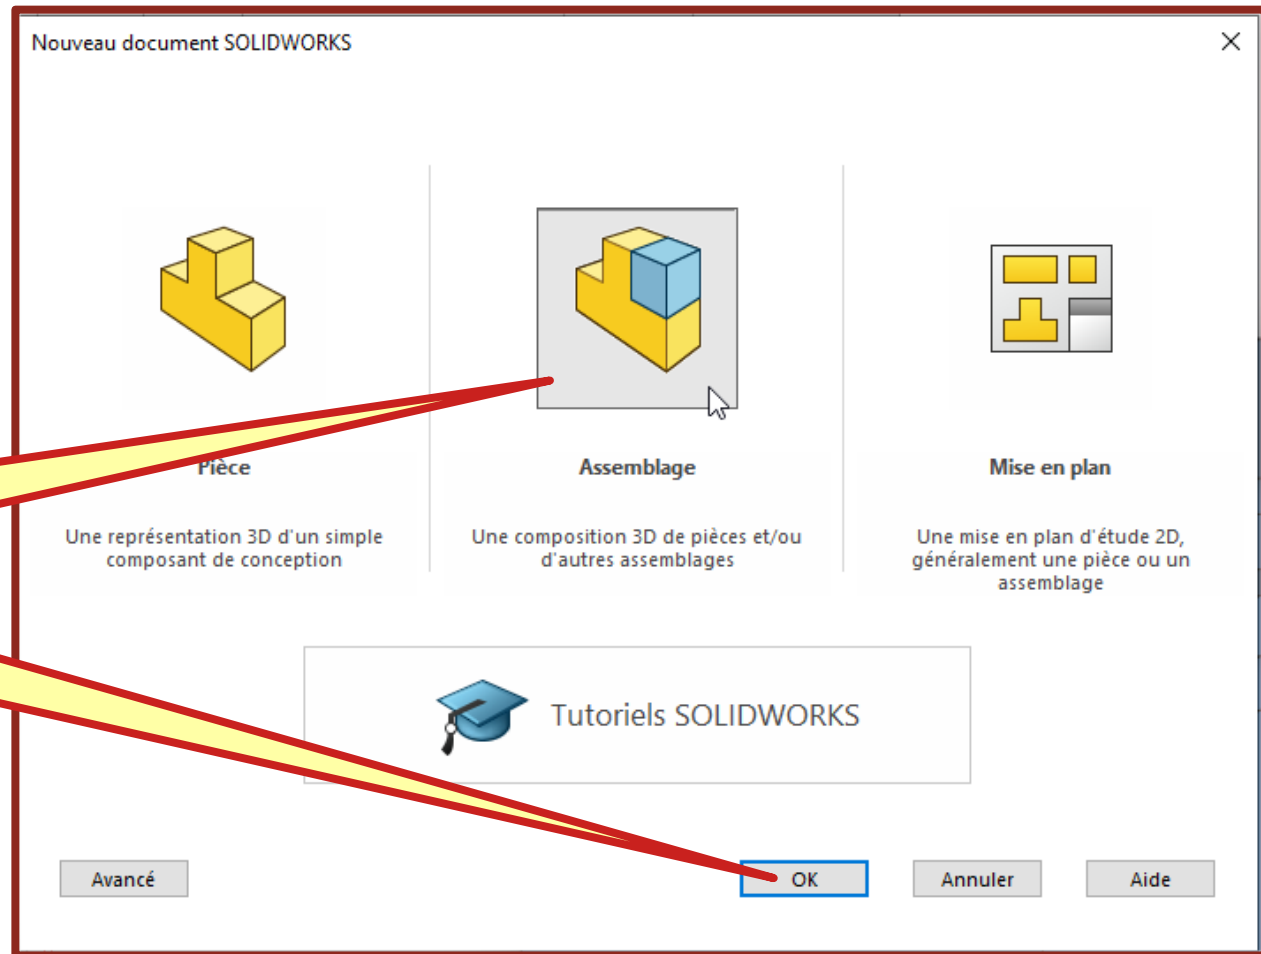 Nouveau document SOLIDWORKS
Pièce
Une représentation 3D d'un simple
composant de conception
Assemblage
Une composition 3D de pièces et/ou
d'autres assemblages
Mise en plan
Une mise en plan d'étude 2D,
généralement une pièce ou un
assemblage
Tutoriels SOLIDWORKS
Avancé
OK
Annuler
Aide